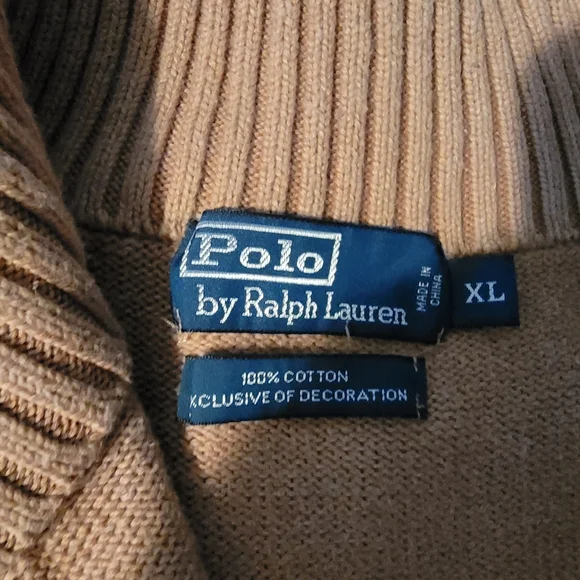 Polo
by Ralph Lauren
MADE IN
CHINA
XL
100% COTTON
XCLUSIVE OF DECORATION